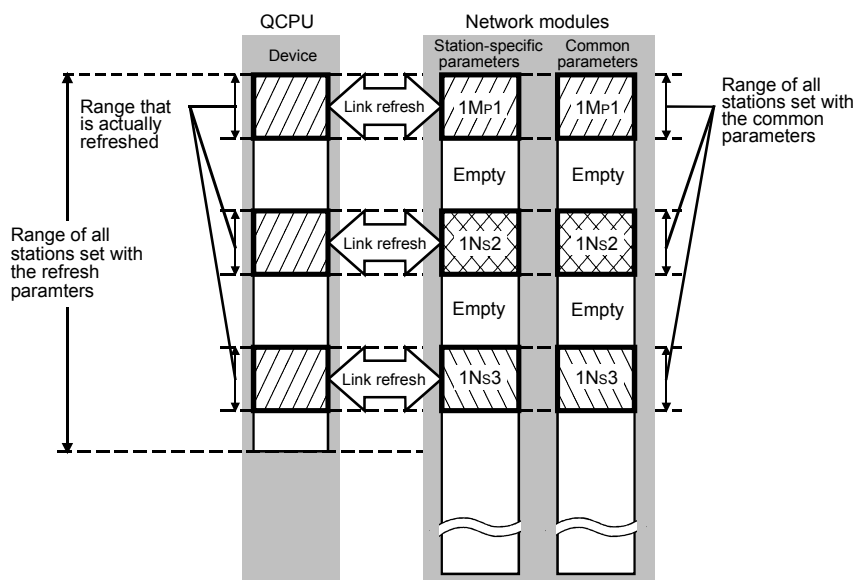 QCPU
Network modules
Device
Station-specific
parameters
Common
parameters
Range that
is actually
refreshed
Link refresh
1MP1
1MP1
Range of all
stations set with
the common
parameters
Empty
Empty
Range of all
stations set with
the refresh
paramters
Link refresh
1NS2
1NS2
Empty
Empty
Link refresh
1NS3
1NS3